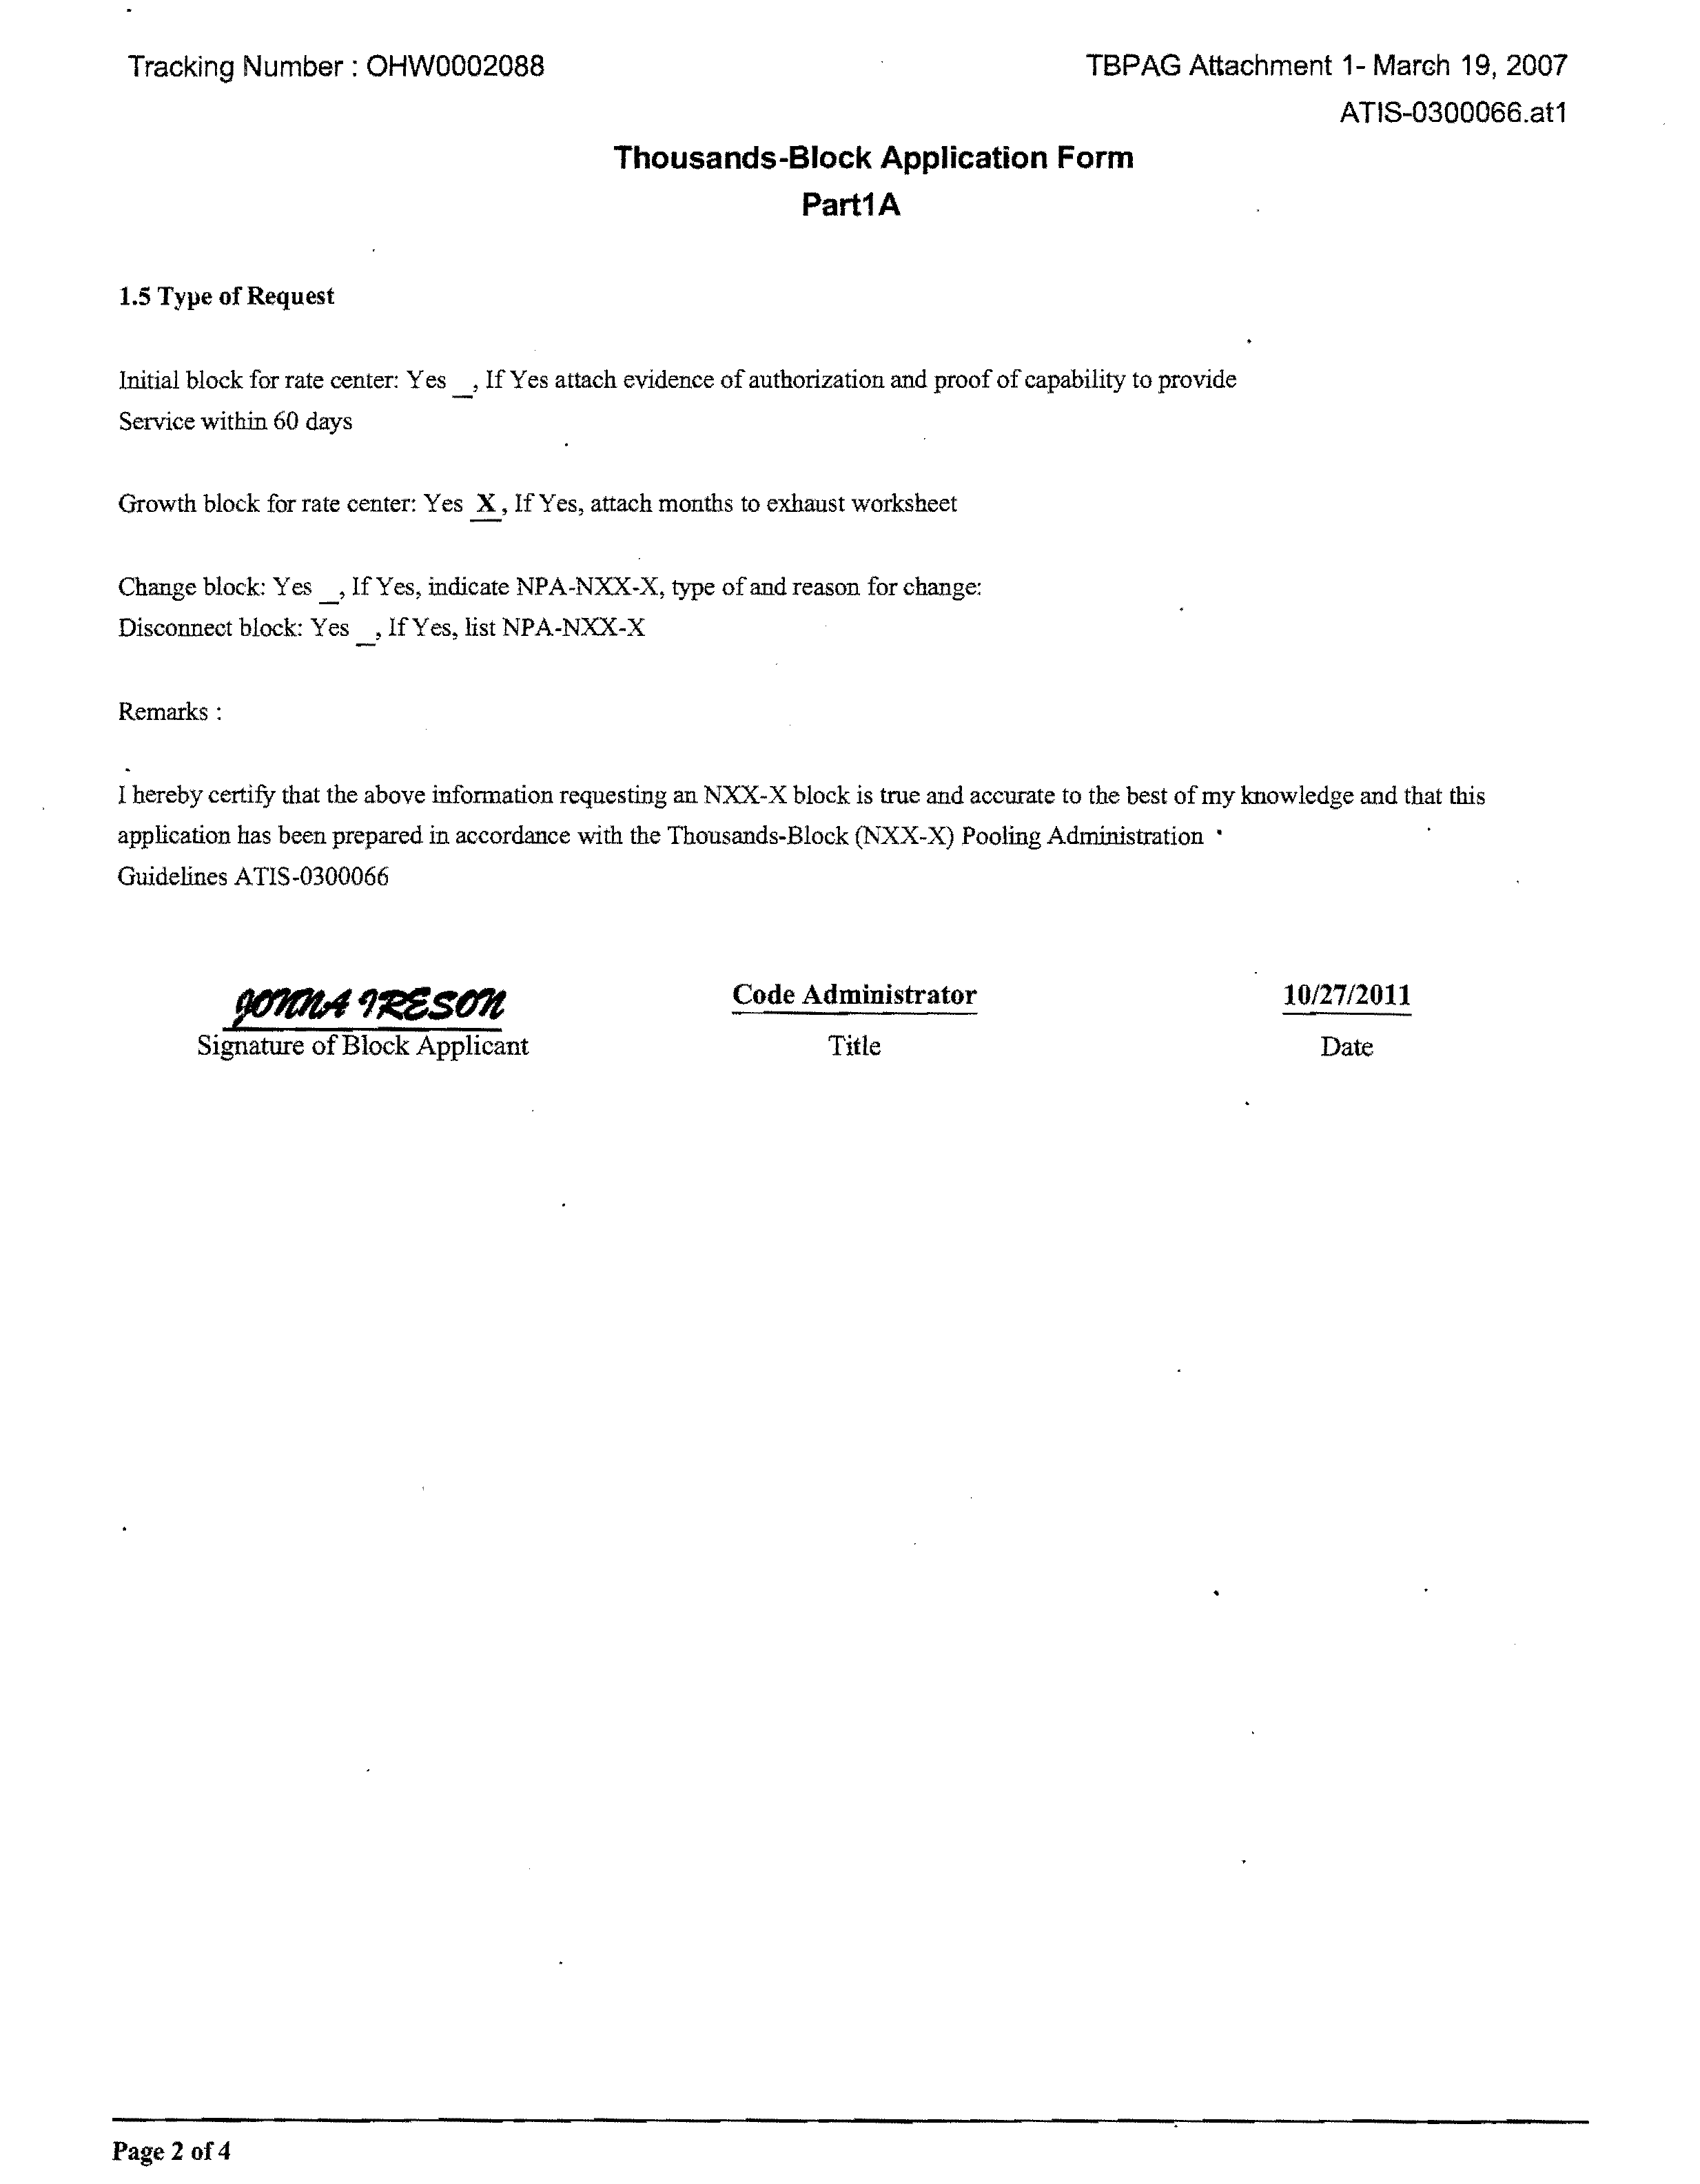 Tracking Number : OHW0002088
TBPAG Attachment 1- March 19, 2007
ATIS-0300066.at1
Thousands-Block Application Form
Part1A
1.5 Type of Request
Initial block for rate center: Yes _, If Yes attach evidence of authorization and proof of capability to provide
Service within 60 days
Growth block for rate center: Yes X, If Yes, attach months to exhaust worksheet
Change block: Yes _, If Yes, indicate NPA-NXX-X, type of and reason for change:
Disconnect block: Yes _, If Yes, list NPA-NXX-X
Remarks :
I hereby certify that the above information requesting an NXX-X block is true and accurate to the best of my knowledge and that this
application has been prepared in accordance with the Thousands-Block (NXX-X) Pooling Administration
Guidelines ATIS-0300066
JONNA IRESON
Code Administrator
10/27/2011
Signature of Block Applicant
Title
Date
Page 2 of 4